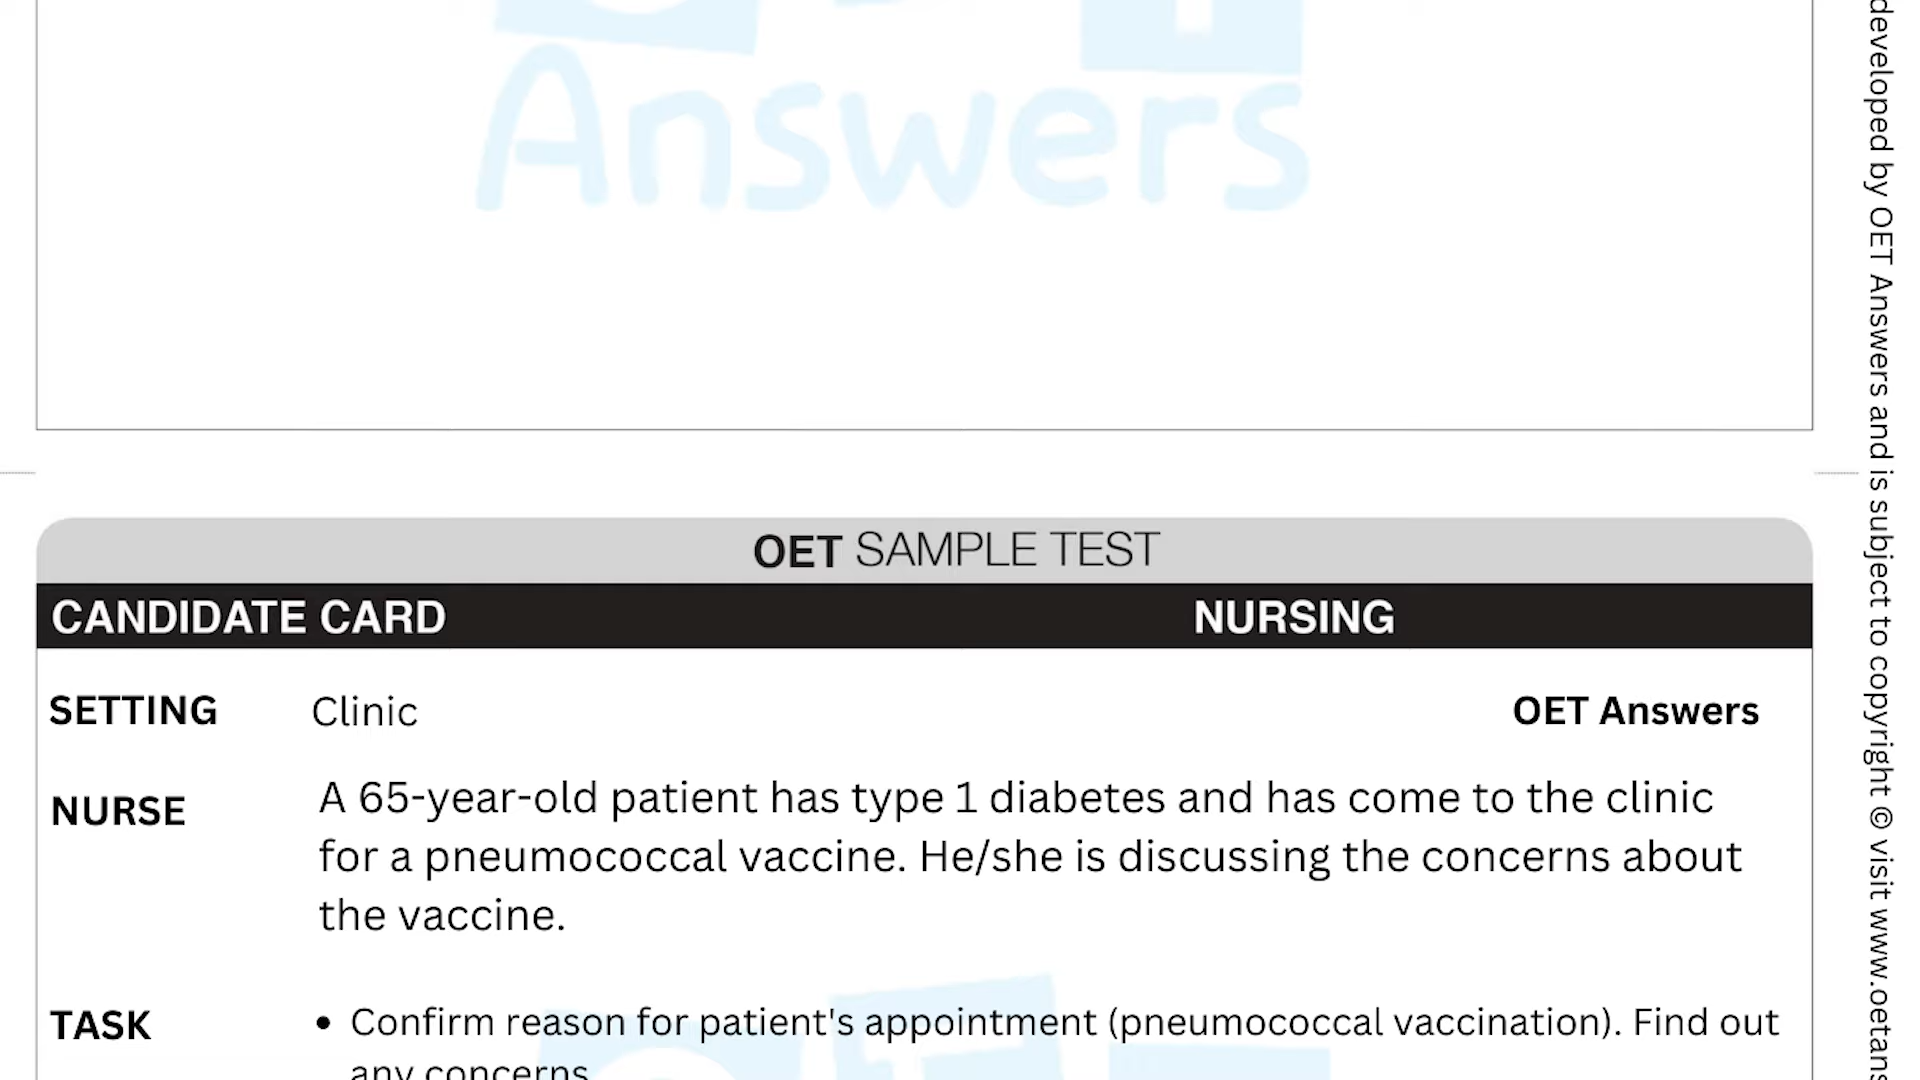 Answers
OET SAMPLE TEST
CANDIDATE CARD NURSING
SETTING Clinic OET Answers
NURSE A 65-year-old patient has type 1 diabetes and has come to the clinic
for a pneumococcal vaccine. He/she is discussing the concerns about
the vaccine.
TASK • Confirm reason for patient's appointment (pneumococcal vaccination). Find out
any concerns
developed by OET Answers and is subject to copyright © visit www.oetans